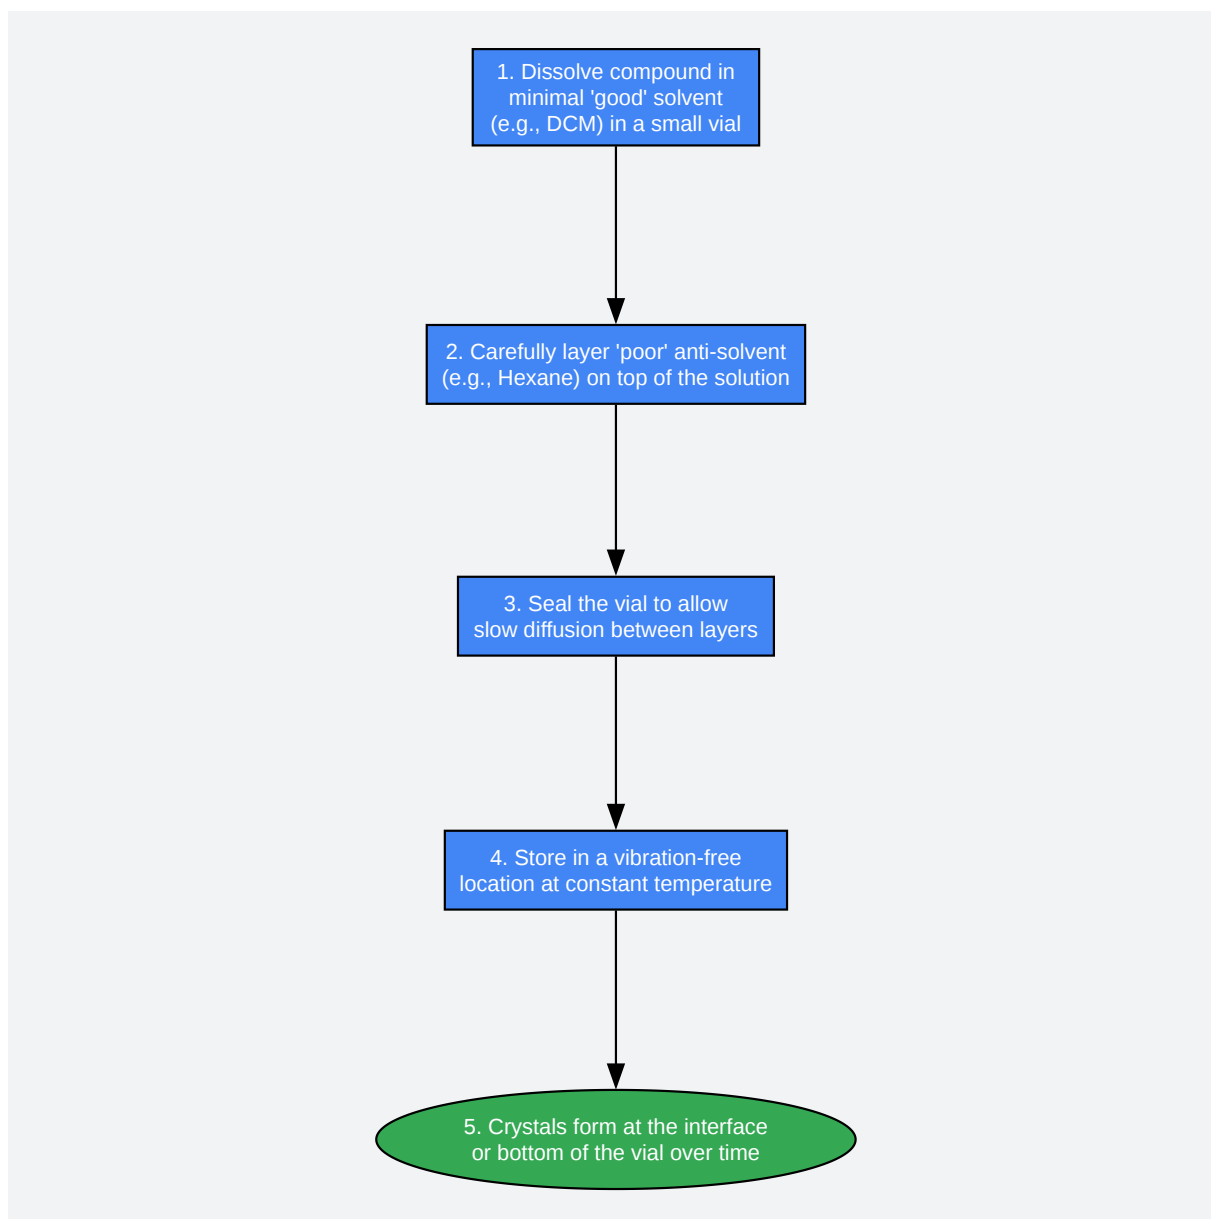 1. Dissolve compound in
minimal 'good' solvent
(e.g., DCM) in a small vial
2. Carefully layer 'poor' anti-solvent
(e.g., Hexane) on top of the solution
3. Seal the vial to allow
slow diffusion between layers
4. Store in a vibration-free
location at constant temperature
5. Crystals form at the interface
or bottom of the vial over time